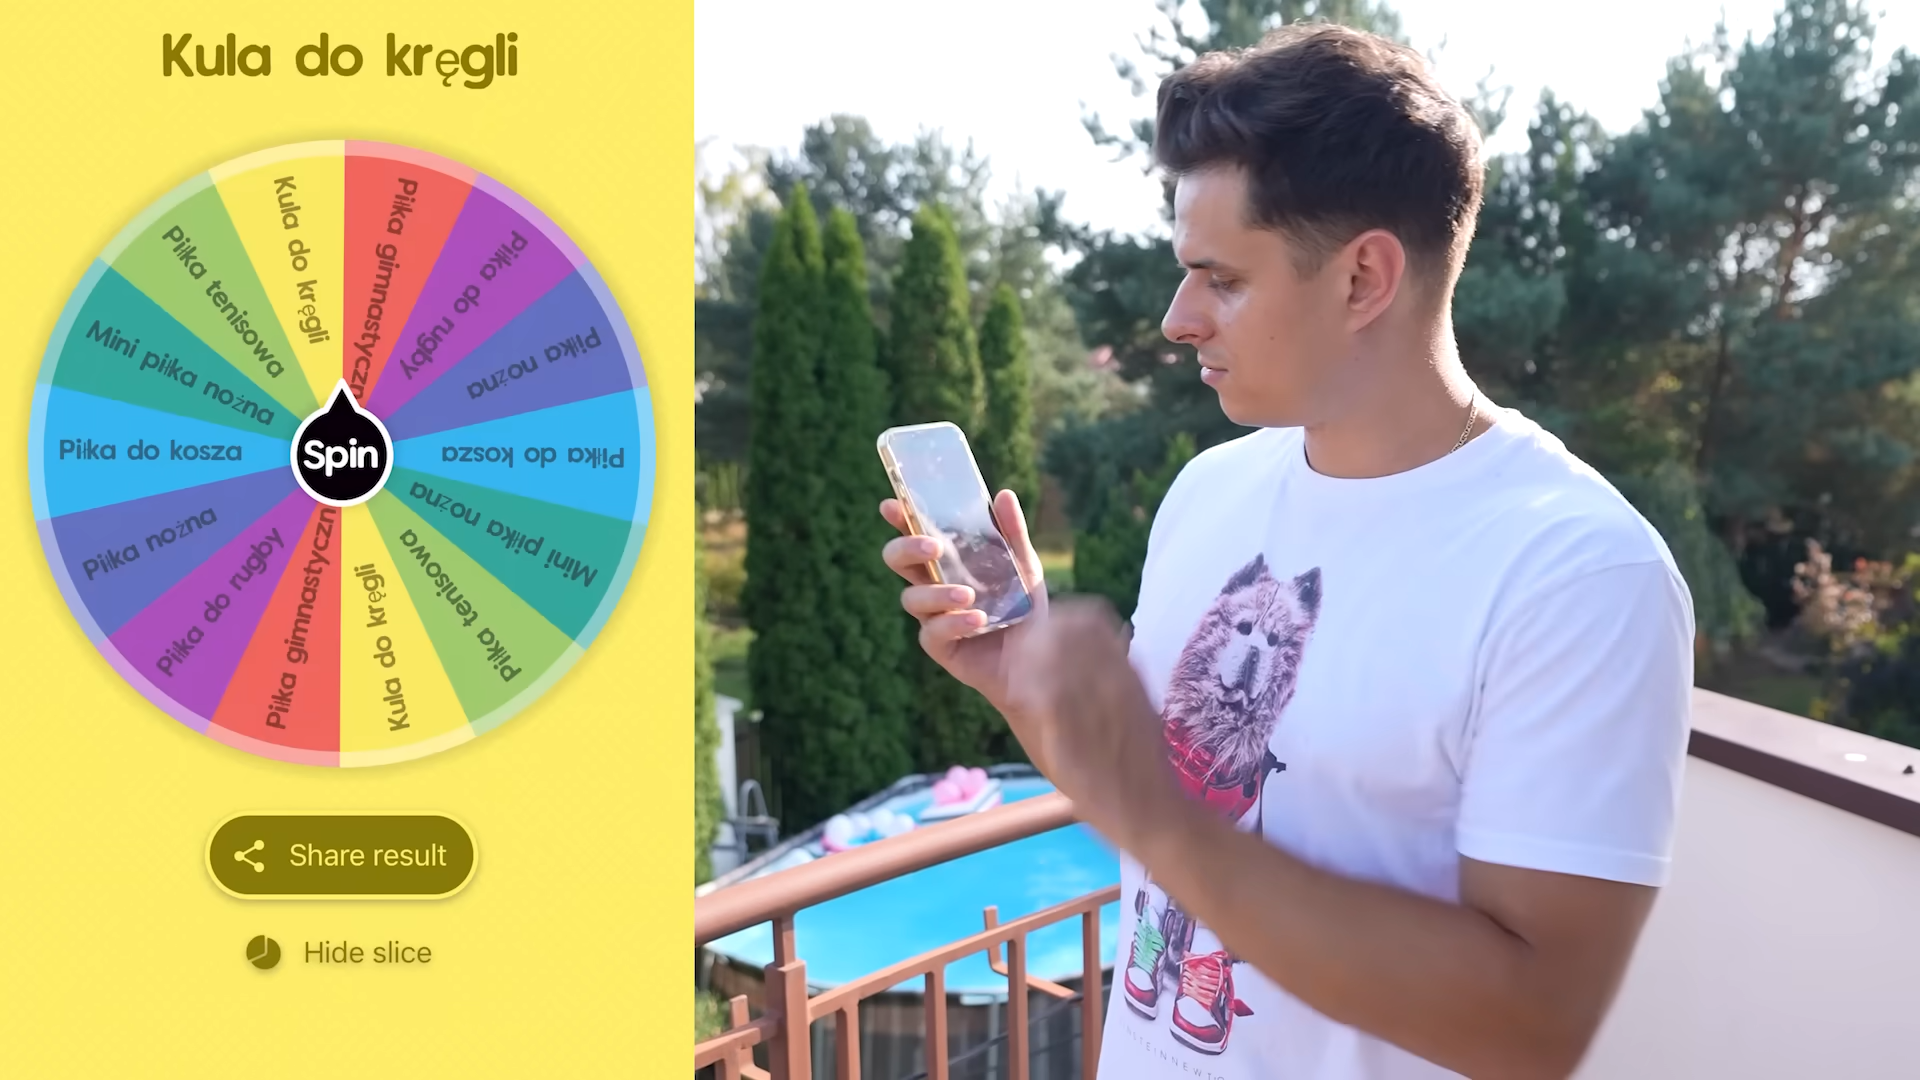 Kula do kręgli
Kula do kręgli
Piłka gimnastyczn
Piłka do rugby
Piłka nożna
Piłka do kosza
Mini piłka nożna
Piłka tenisowa
Kula do kręgli
Piłka gimnastyczn
Piłka do rugby
Piłka nożna
Piłka do kosza
Mini piłka nożna
Piłka tenisowa
Spin
Share result
Hide slice